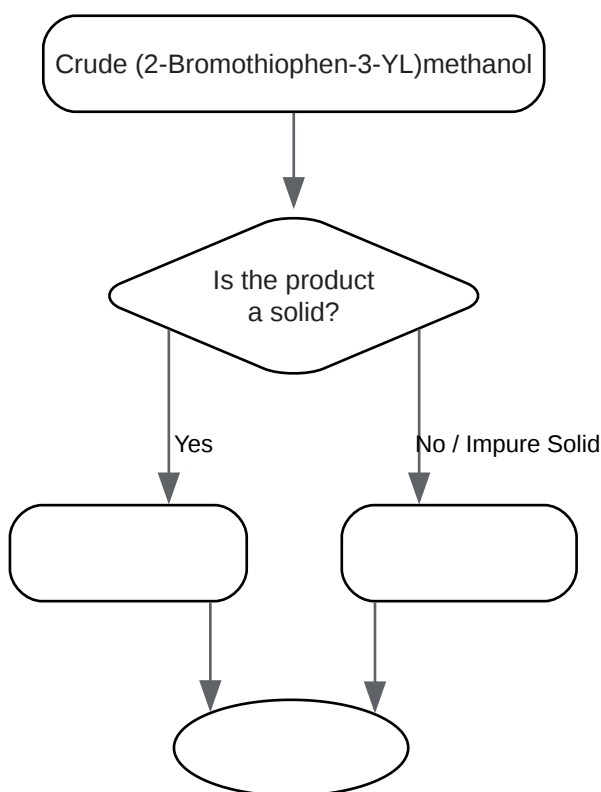 Crude (2-Bromothiophen-3-YL)methanol
Is the product
a solid?
Yes
No / Impure Solid